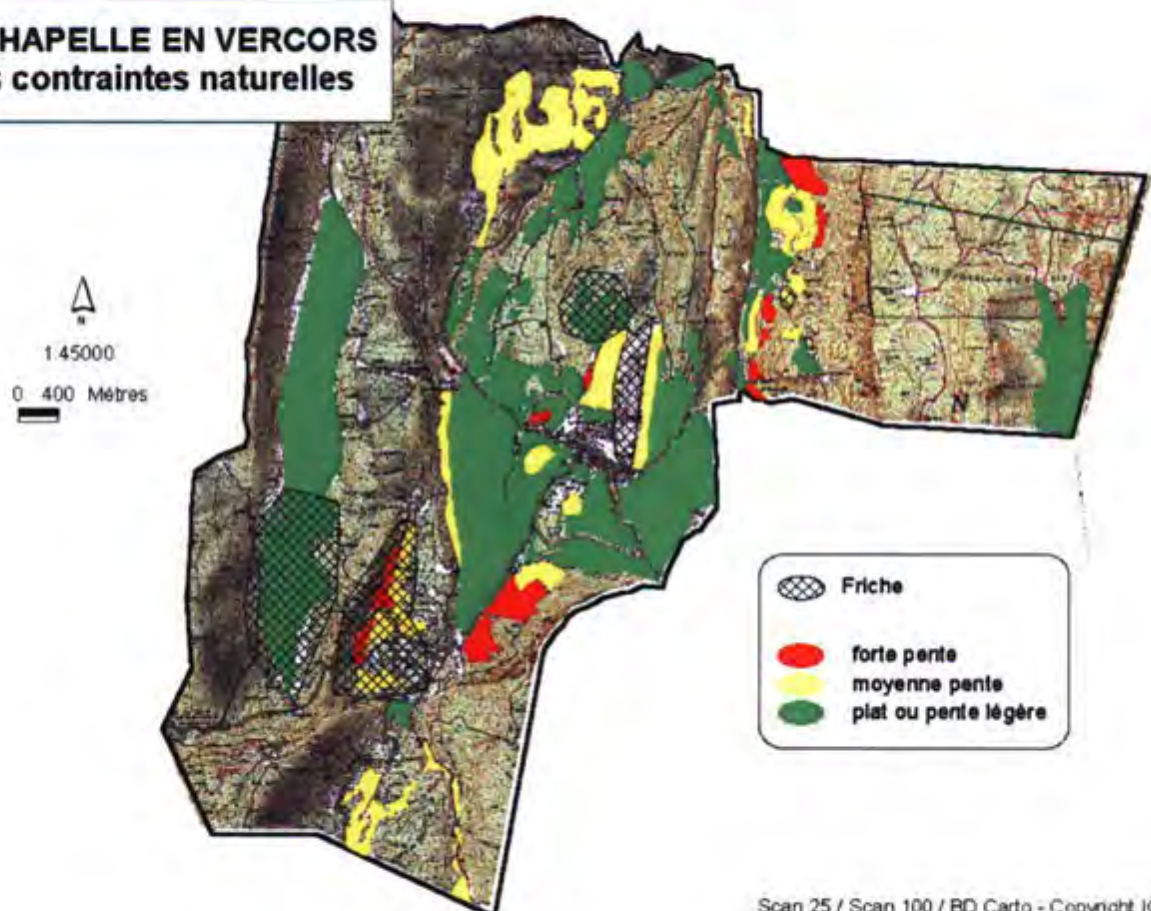 HAPELLE EN VERCORS
s contraintes naturelles
N
1:45000
0 400 Mètres
Friche
forte pente
moyenne pente
plat ou pente légère
N
Scan 25 / Scan 100 / BD Carto - Copyright